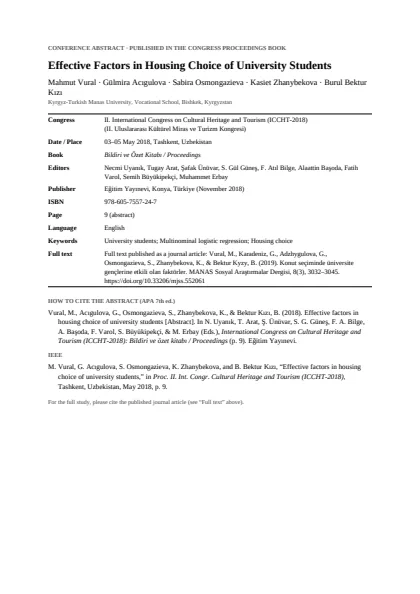 CONFERENCE ABSTRACT · PUBLISHED IN THE CONGRESS PROCEEDINGS BOOK
Effective Factors in Housing Choice of University Students
Mahmut Vural · Gülmira Acıgulova · Sabira Osmongazieva · Kasiet Zhanybekova · Burul Bektur
Kızı
Kyrgyz-Turkish Manas University, Vocational School, Bishkek, Kyrgyzstan
Congress II. International Congress on Cultural Heritage and Tourism (ICCHT-2018)
(II. Uluslararası Kültürel Miras ve Turizm Kongresi)
Date / Place 03–05 May 2018, Tashkent, Uzbekistan
Book Bildiri ve Özet Kitabı / Proceedings
Editors Necmi Uyanık, Tugay Arat, Şafak Ünüvar, S. Gül Güneş, F. Atıl Bilge, Alaattin Başoda, Fatih
Varol, Semih Büyükipekçi, Muhammet Erbay
Publisher Eğitim Yayınevi, Konya, Türkiye (November 2018)
ISBN 978-605-7557-24-7
Page 9 (abstract)
Language English
Keywords University students; Multinominal logistic regression; Housing choice
Full text Full text published as a journal article: Vural, M., Karadeniz, G., Adzhygulova, G.,
Osmongazieva, S., Zhanybekova, K., & Bektur Kyzy, B. (2019). Konut seçiminde üniversite
gençlerine etkili olan faktörler. MANAS Sosyal Araştırmalar Dergisi, 8(3), 3032–3045.
https://doi.org/10.33206/mjss.552061
HOW TO CITE THE ABSTRACT (APA 7th ed.)
Vural, M., Acıgulova, G., Osmongazieva, S., Zhanybekova, K., & Bektur Kızı, B. (2018). Effective factors in
housing choice of university students [Abstract]. In N. Uyanık, T. Arat, Ş. Ünüvar, S. G. Güneş, F. A. Bilge,
A. Başoda, F. Varol, S. Büyükipekçi, & M. Erbay (Eds.), International Congress on Cultural Heritage and
Tourism (ICCHT-2018): Bildiri ve özet kitabı / Proceedings (p. 9). Eğitim Yayınevi.
IEEE
M. Vural, G. Acıgulova, S. Osmongazieva, K. Zhanybekova, and B. Bektur Kızı, “Effective factors in housing
choice of university students,” in Proc. II. Int. Congr. Cultural Heritage and Tourism (ICCHT-2018),
Tashkent, Uzbekistan, May 2018, p. 9.
For the full study, please cite the published journal article (see “Full text” above).